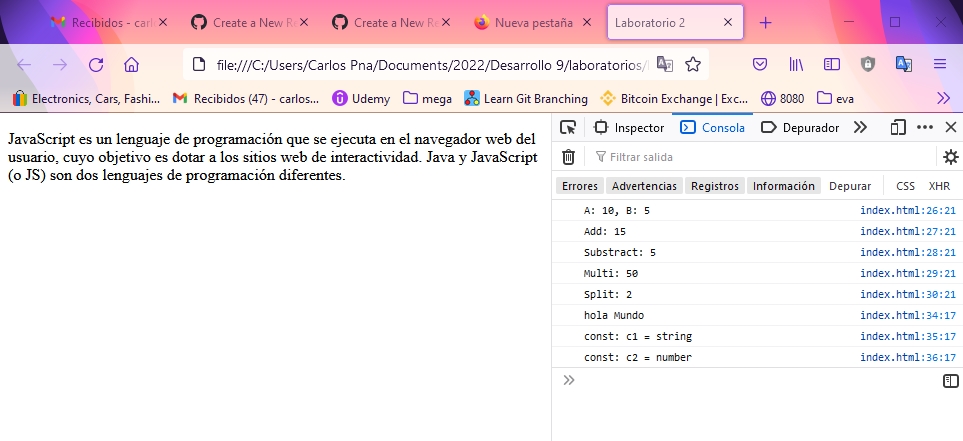 Recibidos - carl
Create a New Re
Create a New Re
Nueva pestaña
Laboratorio 2
file:///C:/Users/Carlos Pna/Documents/2022/Desarrollo 9/laboratorios/
Electronics, Cars, Fashi...
Recibidos (47) - carlos...
Udemy
mega
Learn Git Branching
Bitcoin Exchange | Exc...
8080
eva
JavaScript es un lenguaje de programación que se ejecuta en el navegador web del
usuario, cuyo objetivo es dotar a los sitios web de interactividad. Java y JavaScript
(o JS) son dos lenguajes de programación diferentes.
Inspector
Consola
Depurador
Filtrar salida
Errores
Advertencias
Registros
Información
Depurar
CSS
XHR
A: 10, B: 5 index.html:26:21
Add: 15 index.html:27:21
Substract: 5 index.html:28:21
Multi: 50 index.html:29:21
Split: 2 index.html:30:21
hola Mundo index.html:34:17
const: c1 = string index.html:35:17
const: c2 = number index.html:36:17